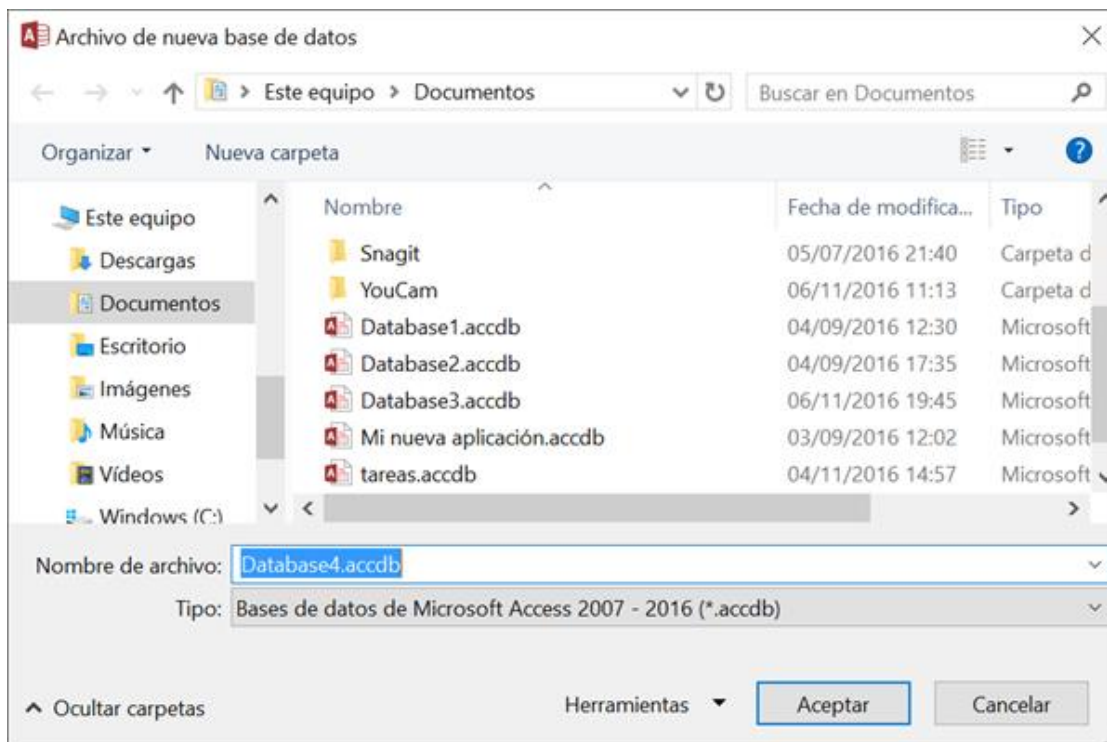 Archivo de nueva base de datos
Este equipo > Documentos
Buscar en Documentos
Organizar
Nueva carpeta
Este equipo
Descargas
Documentos
Escritorio
Imágenes
Música
Vídeos
Windows (C:)
Nombre Fecha de modifica... Tipo
Snagit 05/07/2016 21:40 Carpeta d
YouCam 06/11/2016 11:13 Carpeta d
Database1.accdb 04/09/2016 12:30 Microsoft
Database2.accdb 04/09/2016 17:35 Microsoft
Database3.accdb 06/11/2016 19:45 Microsoft
Mi nueva aplicación.accdb 03/09/2016 12:02 Microsoft
tareas.accdb 04/11/2016 14:57 Microsoft
Nombre de archivo: Database4.accdb
Tipo: Bases de datos de Microsoft Access 2007 - 2016 (*.accdb)
Ocultar carpetas
Herramientas
Aceptar
Cancelar